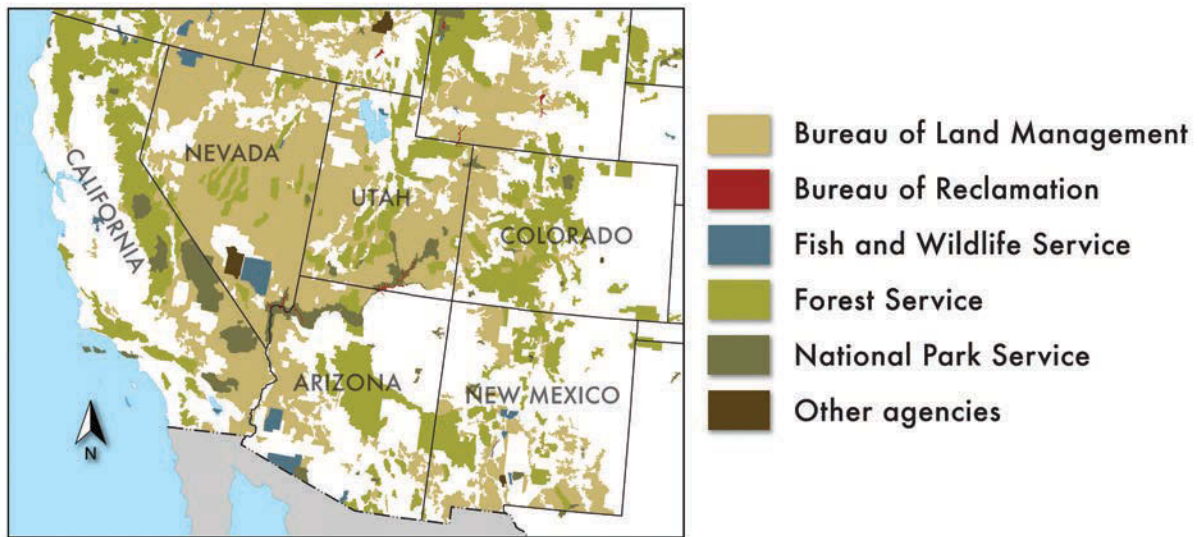 NEVADA
UTAH
CALIFORNIA
COLORADO
ARIZONA
NEW MEXICO
N
Bureau of Land Management
Bureau of Reclamation
Fish and Wildlife Service
Forest Service
National Park Service
Other agencies